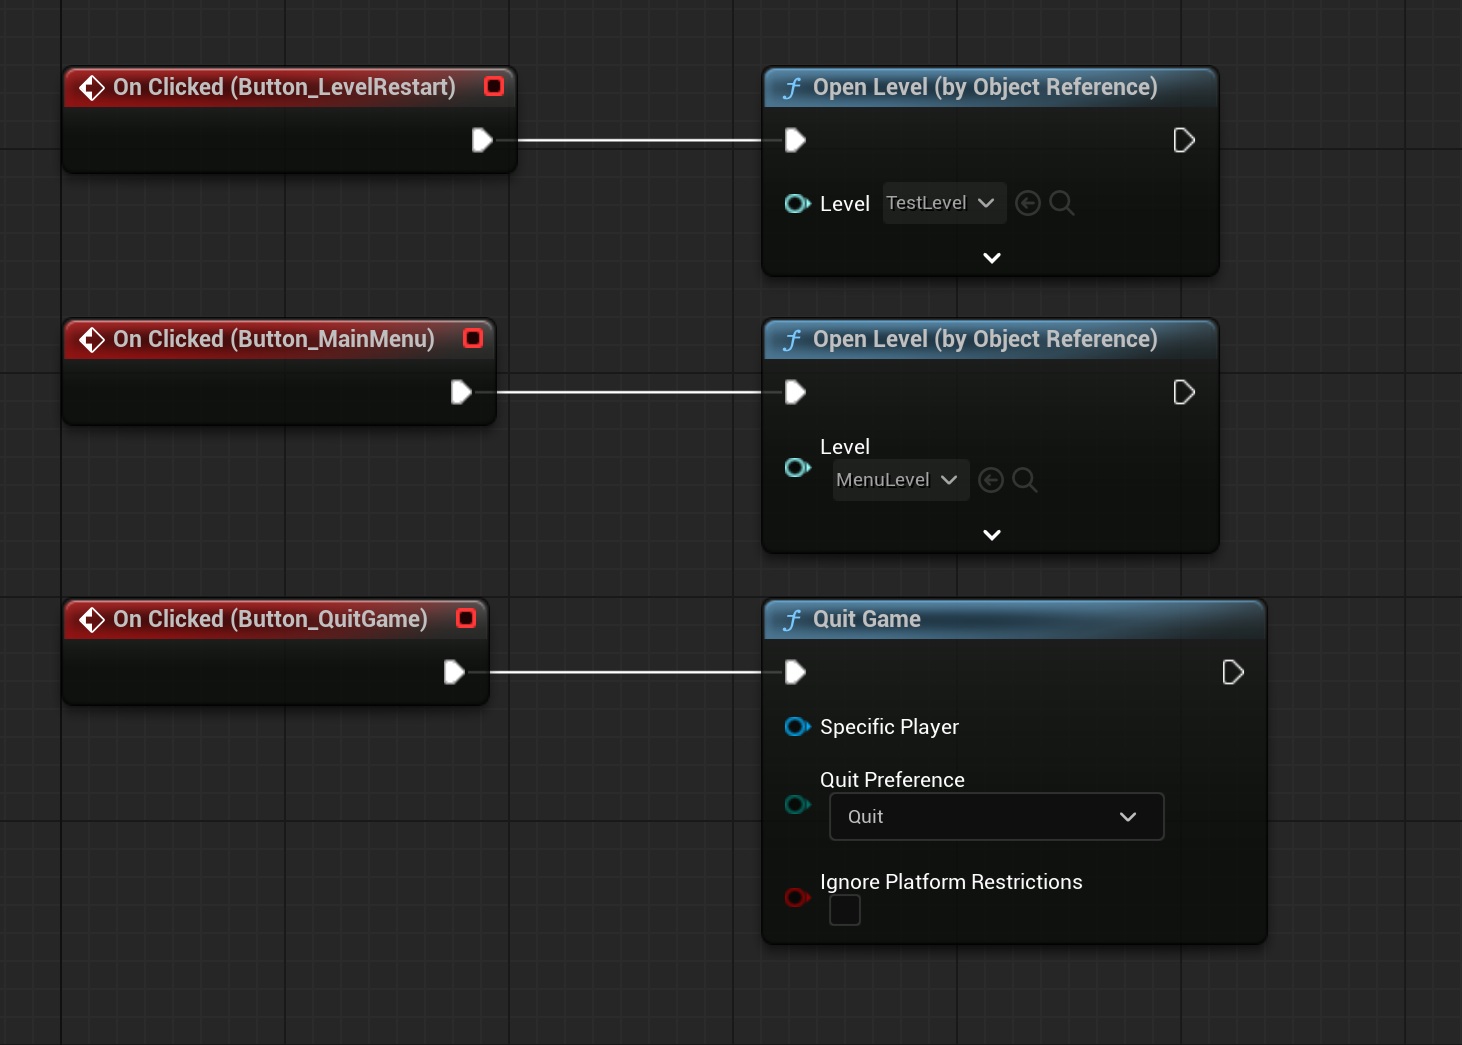 On Clicked (Button_LevelRestart)
f Open Level (by Object Reference)
Level TestLevel
On Clicked (Button_MainMenu)
f Open Level (by Object Reference)
Level
MenuLevel
On Clicked (Button_QuitGame)
f Quit Game
Specific Player
Quit Preference
Quit
Ignore Platform Restrictions